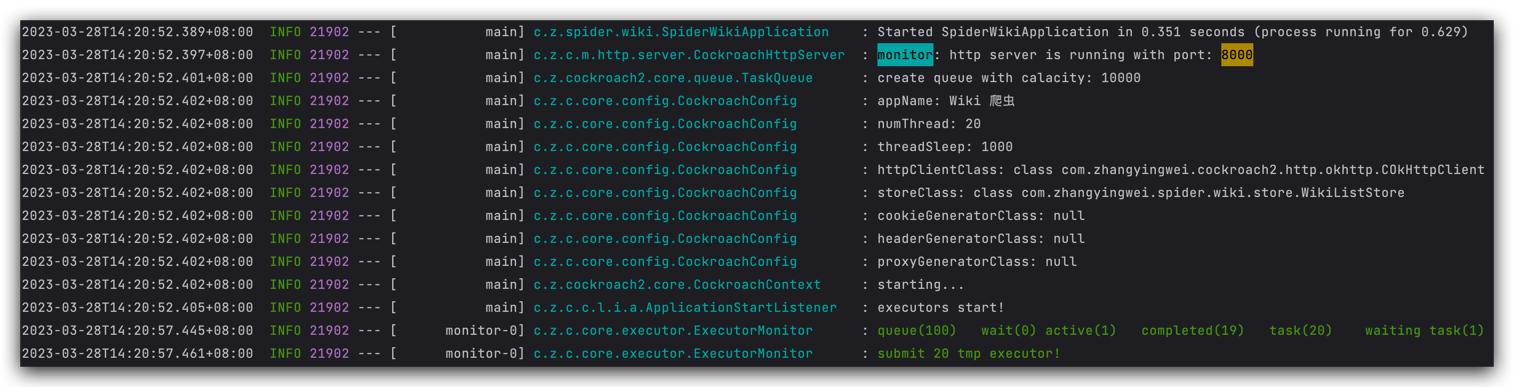 2023-03-28T14:20:52.389+08:00  INFO 21902 --- [           main] c.z.spider.wiki.SpiderWikiApplication    : Started SpiderWikiApplication in 0.351 seconds (process running for 0.629)
2023-03-28T14:20:52.397+08:00  INFO 21902 --- [           main] c.z.c.m.http.server.CockroachHttpServer  : monitor: http server is running with port: 8000
2023-03-28T14:20:52.401+08:00  INFO 21902 --- [           main] c.z.cockroach2.core.queue.TaskQueue      : create queue with calacity: 10000
2023-03-28T14:20:52.402+08:00  INFO 21902 --- [           main] c.z.c.core.config.CockroachConfig        : appName: Wiki 爬虫
2023-03-28T14:20:52.402+08:00  INFO 21902 --- [           main] c.z.c.core.config.CockroachConfig        : numThread: 20
2023-03-28T14:20:52.402+08:00  INFO 21902 --- [           main] c.z.c.core.config.CockroachConfig        : threadSleep: 1000
2023-03-28T14:20:52.402+08:00  INFO 21902 --- [           main] c.z.c.core.config.CockroachConfig        : httpClientClass: class com.zhangyingwei.cockroach2.http.okhttp.COkHttpClient
2023-03-28T14:20:52.402+08:00  INFO 21902 --- [           main] c.z.c.core.config.CockroachConfig        : storeClass: class com.zhangyingwei.spider.wiki.store.WikiListStore
2023-03-28T14:20:52.402+08:00  INFO 21902 --- [           main] c.z.c.core.config.CockroachConfig        : cookieGeneratorClass: null
2023-03-28T14:20:52.402+08:00  INFO 21902 --- [           main] c.z.c.core.config.CockroachConfig        : headerGeneratorClass: null
2023-03-28T14:20:52.402+08:00  INFO 21902 --- [           main] c.z.c.core.config.CockroachConfig        : proxyGeneratorClass: null
2023-03-28T14:20:52.402+08:00  INFO 21902 --- [           main] c.z.cockroach2.core.CockroachContext     : starting...
2023-03-28T14:20:52.405+08:00  INFO 21902 --- [           main] c.z.c.c.l.i.a.ApplicationStartListener   : executors start!
2023-03-28T14:20:57.445+08:00  INFO 21902 --- [      monitor-0] c.z.c.core.executor.ExecutorMonitor      : queue(100)   wait(0) active(1)   completed(19)   task(20)    waiting task(1)
2023-03-28T14:20:57.461+08:00  INFO 21902 --- [      monitor-0] c.z.c.core.executor.ExecutorMonitor      : submit 20 tmp executor!